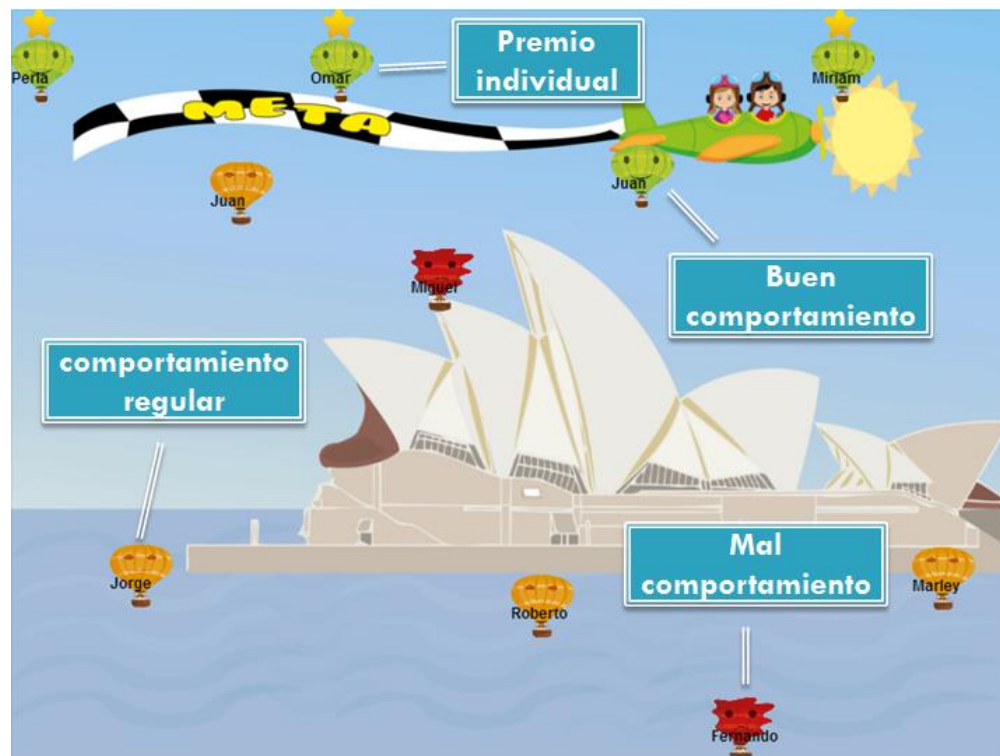 Perla
Omar
Premio
individual
Miriam
META
Juan
Juan
Miguel
Buen
comportamiento
comportamiento
regular
Mal
comportamiento
Jorge
Roberto
Marley
Fernando